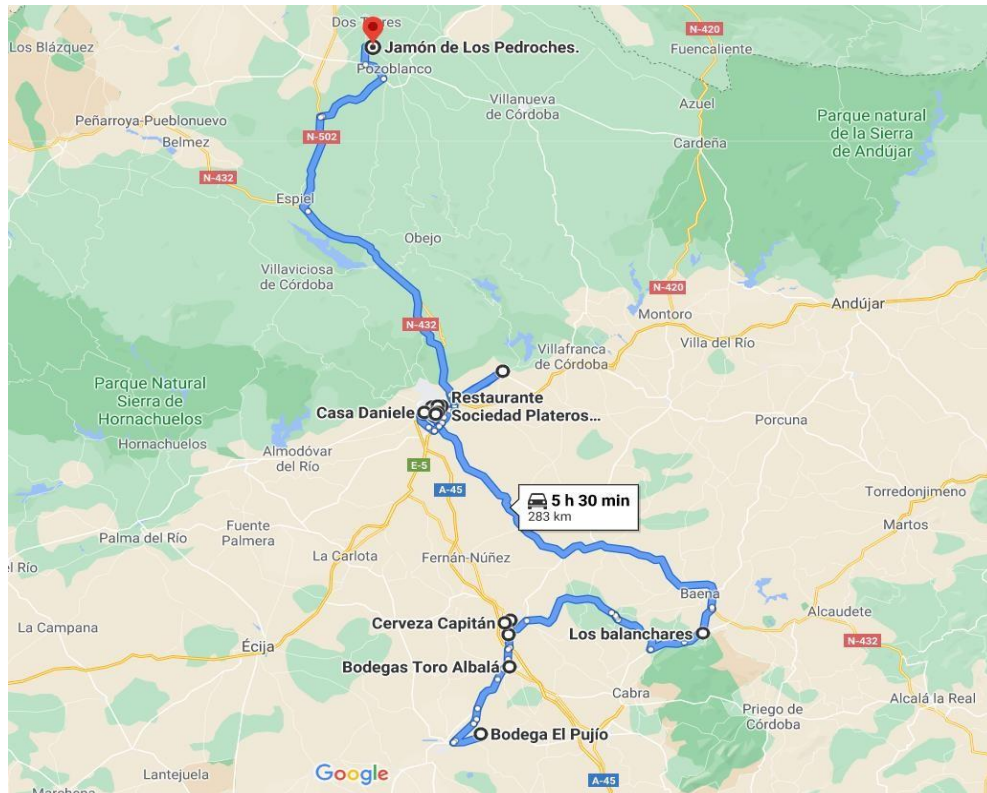 Dos Torres
Los Blázquez
Jamón de Los Pedroches.
Pozoblanco
N-420
Fuencaliente
Villanueva
de Córdoba
Azuel
Peñarroya-Pueblonuevo
Belmez
N-502
Cardeña
Parque natural
de la Sierra
de Andújar
N-432
Espiel
Obejo
Villaviciosa
de Córdoba
N-420
Andújar
N-432
Montoro
Villa del Río
Villafranca
de Córdoba
Parque Natural
Sierra de
Hornachuelos
Casa Daniele
Restaurante
Sociedad Plateros...
Porcuna
Hornachuelos
Almodóvar
del Río
E-5
A-45
5 h 30 min
283 km
Torredonjimeno
Martos
Palma del Río
Fuente
Palmera
La Carlota
Fernán-Núñez
Baena
Alcaudete
La Campana
Écija
Cerveza Capitán
Los balanchares
N-432
Bodegas Toro Albalá
Cabra
Priego de
Córdoba
Alcalá la Real
Bodega El Pujío
Lantejuela
Google
A-45